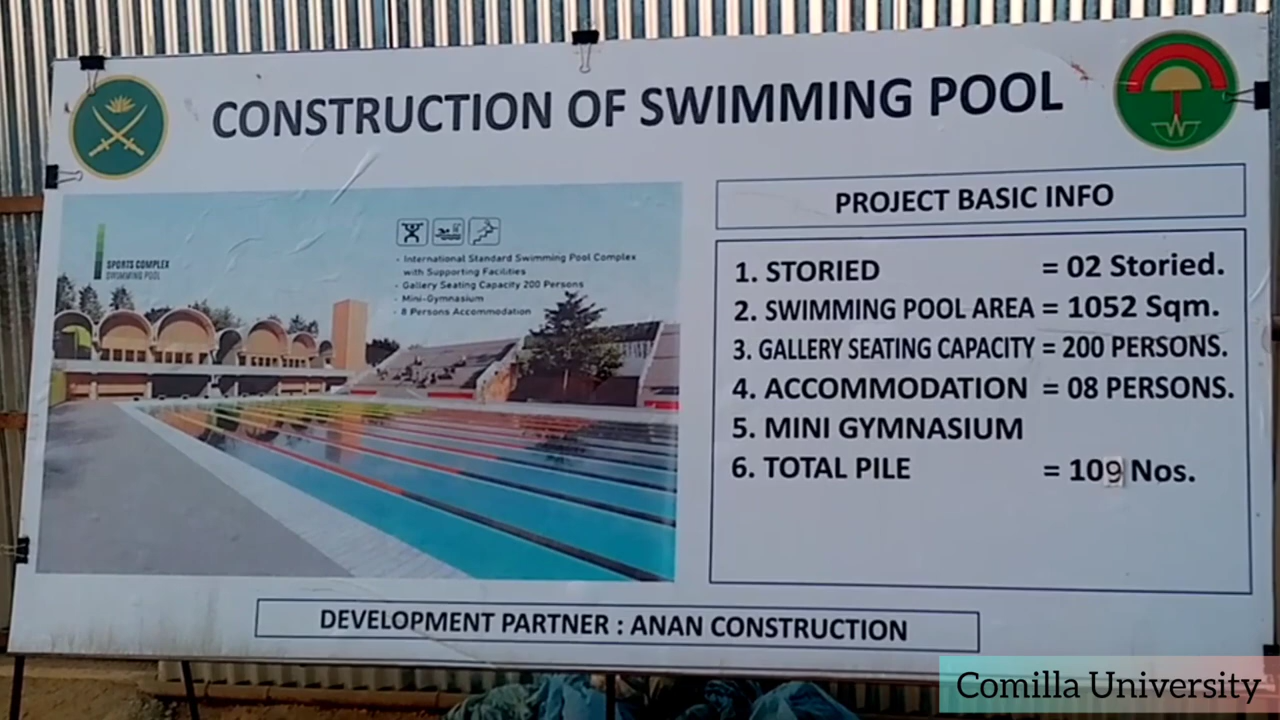 CONSTRUCTION OF SWIMMING POOL
SPORTS COMPLEX
SWIMMING POOL
- International Standard Swimming Pool Complex
with Supporting Facilities
- Gallery Seating Capacity 200 Persons
- Mini-Gymnasium
- 8 Persons Accommodation
PROJECT BASIC INFO
1. STORIED = 02 Storied.
2. SWIMMING POOL AREA = 1052 Sqm.
3. GALLERY SEATING CAPACITY = 200 PERSONS.
4. ACCOMMODATION = 08 PERSONS.
5. MINI GYMNASIUM
6. TOTAL PILE = 109 Nos.
DEVELOPMENT PARTNER : ANAN CONSTRUCTION
Comilla University